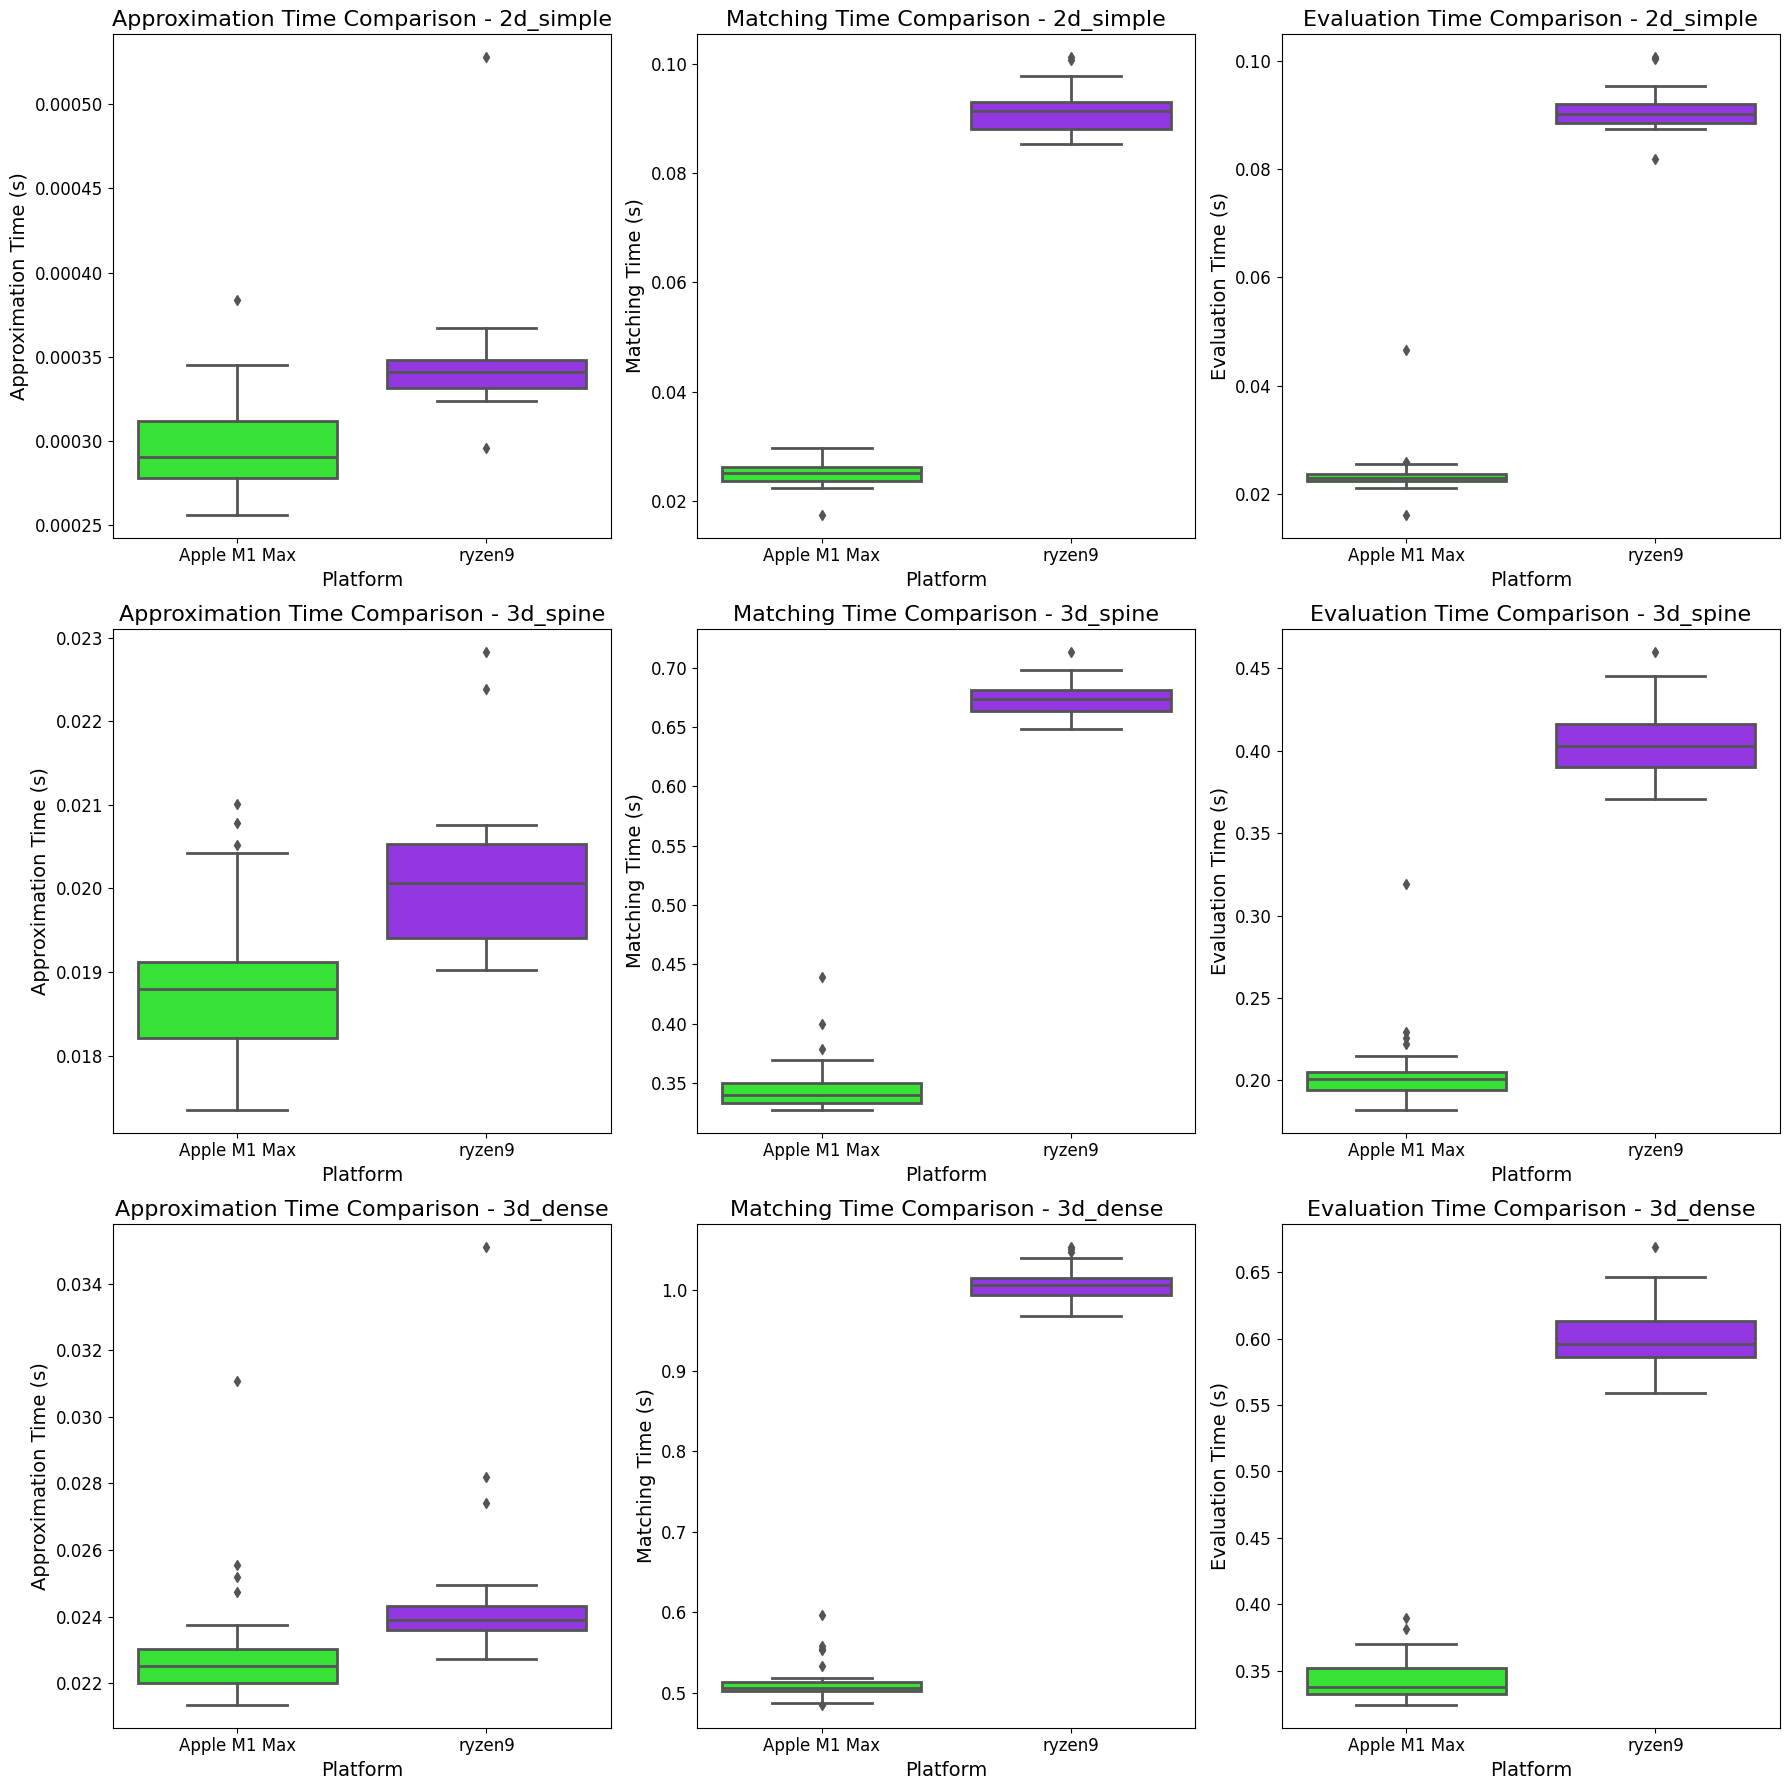 Approximation Time Comparison - 2d_simple
Approximation Time (s)
0.00050
0.00045
0.00040
0.00035
0.00030
0.00025
Apple M1 Max
ryzen9
Platform
Matching Time Comparison - 2d_simple
Matching Time (s)
0.10
0.08
0.06
0.04
0.02
Apple M1 Max
ryzen9
Platform
Evaluation Time Comparison - 2d_simple
Evaluation Time (s)
0.10
0.08
0.06
0.04
0.02
Apple M1 Max
ryzen9
Platform
Approximation Time Comparison - 3d_spine
Approximation Time (s)
0.023
0.022
0.021
0.020
0.019
0.018
Apple M1 Max
ryzen9
Platform
Matching Time Comparison - 3d_spine
Matching Time (s)
0.70
0.65
0.60
0.55
0.50
0.45
0.40
0.35
Apple M1 Max
ryzen9
Platform
Evaluation Time Comparison - 3d_spine
Evaluation Time (s)
0.45
0.40
0.35
0.30
0.25
0.20
Apple M1 Max
ryzen9
Platform
Approximation Time Comparison - 3d_dense
Approximation Time (s)
0.034
0.032
0.030
0.028
0.026
0.024
0.022
Apple M1 Max
ryzen9
Platform
Matching Time Comparison - 3d_dense
Matching Time (s)
1.0
0.9
0.8
0.7
0.6
0.5
Apple M1 Max
ryzen9
Platform
Evaluation Time Comparison - 3d_dense
Evaluation Time (s)
0.65
0.60
0.55
0.50
0.45
0.40
0.35
Apple M1 Max
ryzen9
Platform